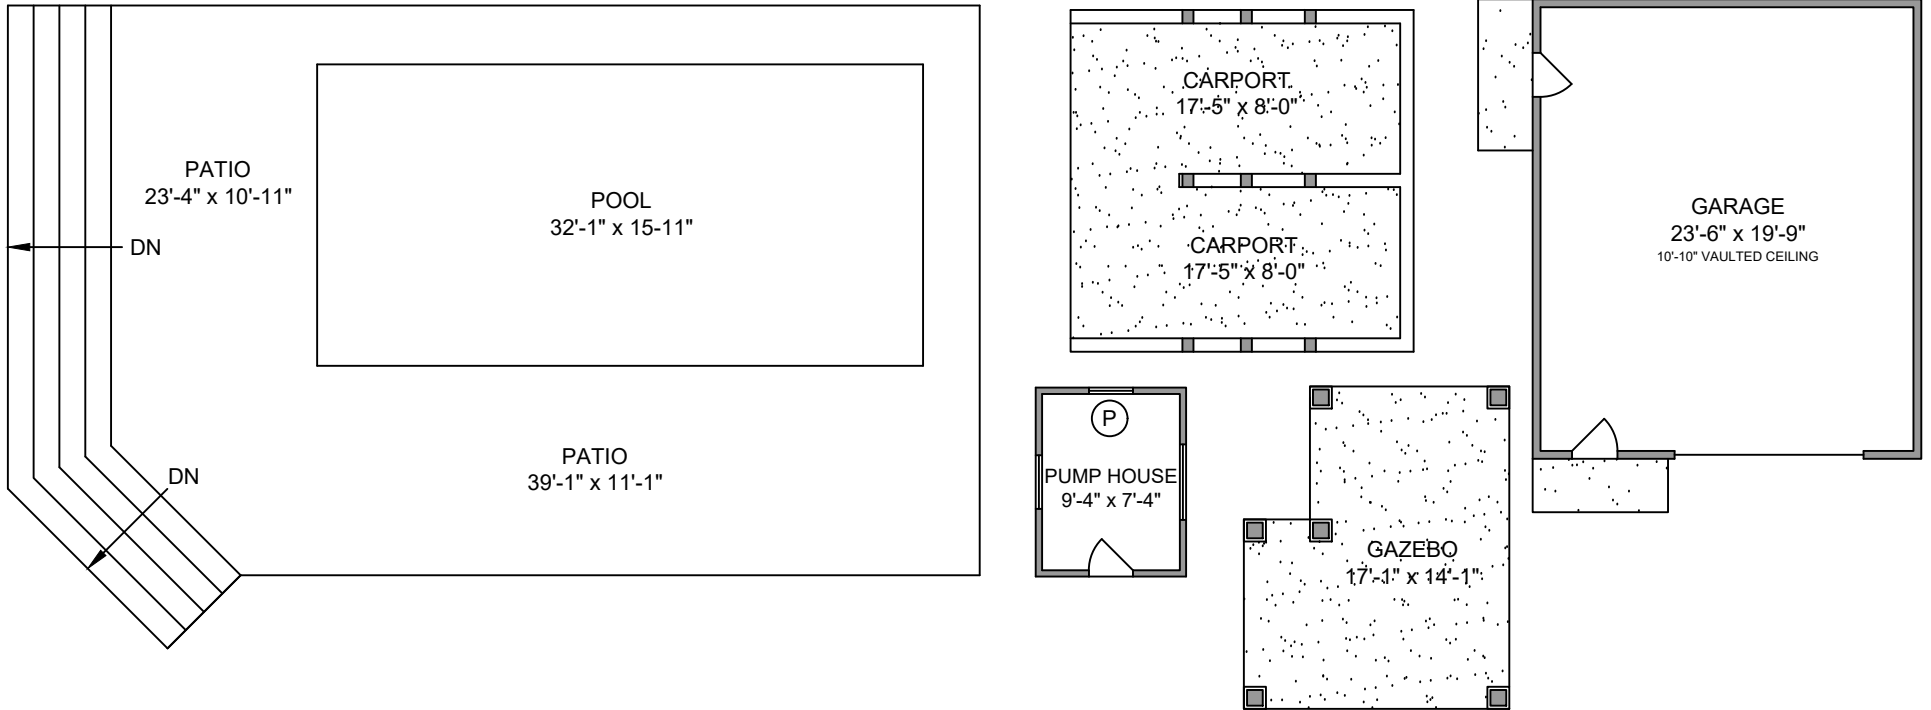 PATIO
23'-4" x 10'-11"
DN
POOL
32'-1" x 15-11"
DN
PATIO
39'-1" x 11'-1"
CARPORT
17'-5" x 8'-0"
CARPORT
17'-5" x 8'-0"
P
PUMP HOUSE
9'-4" x 7'-4"
GAZEBO
17'-1" x 14'-1"
GARAGE
23'-6" x 19'-9"
10'-10" VAULTED CEILING